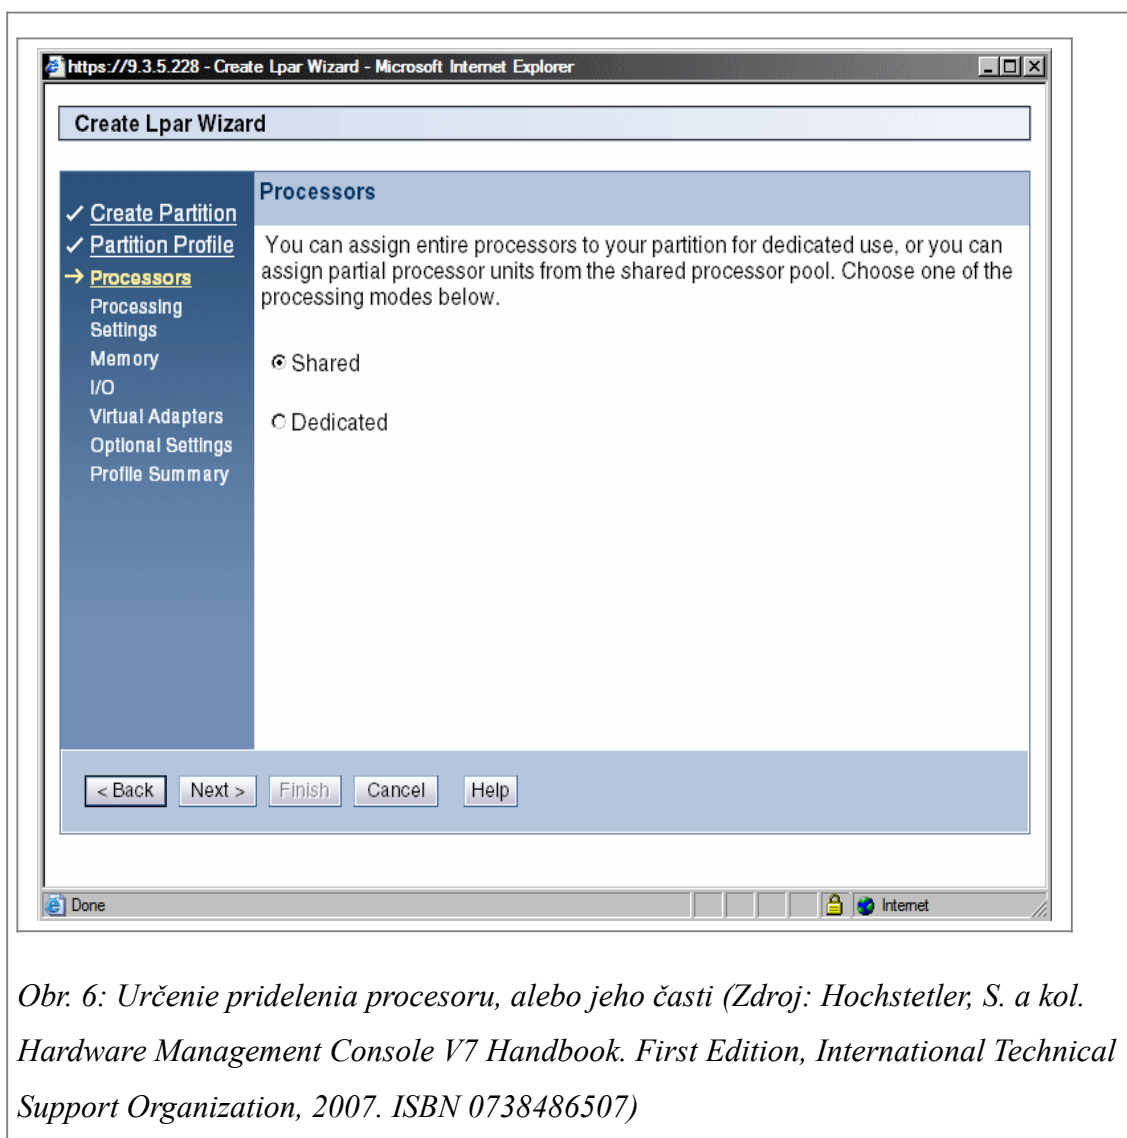 https://9.3.5.228 - Create Lpar Wizard - Microsoft Internet Explorer
Create Lpar Wizard
Create Partition
Partition Profile
Processors
Processing
Settings
Memory
I/O
Virtual Adapters
Optional Settings
Profile Summary
Processors
You can assign entire processors to your partition for dedicated use, or you can
assign partial processor units from the shared processor pool. Choose one of the
processing modes below.
Shared
Dedicated
< Back Next > Finish Cancel Help
Done Internet
Obr. 6: Určenie pridelenia procesoru, alebo jeho časti (Zdroj: Hochstetler, S. a kol.
Hardware Management Console V7 Handbook. First Edition, International Technical
Support Organization, 2007. ISBN 0738486507)